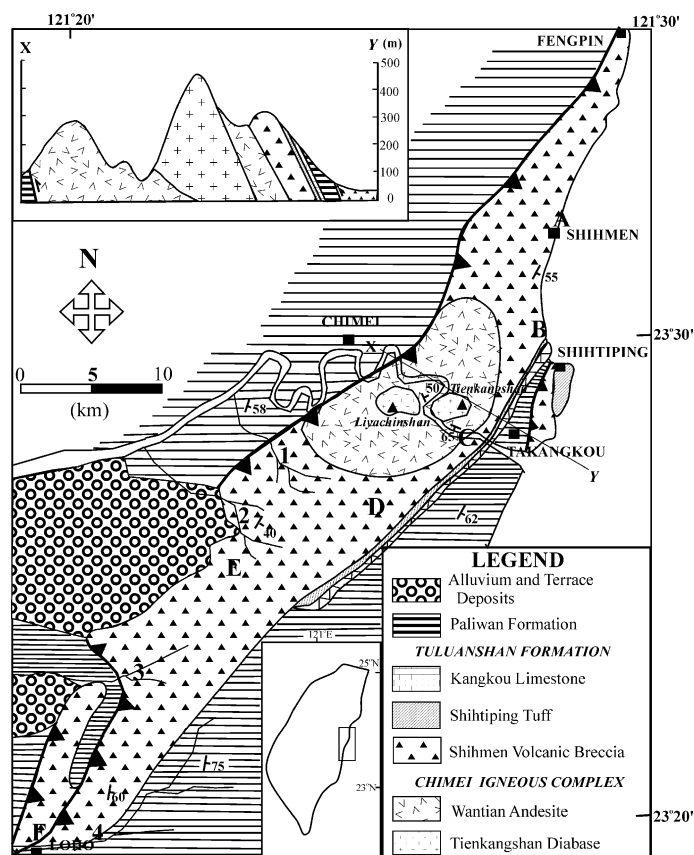 121°20'
121°30'
X
Y (m)
500
400
300
200
100
0
FENGPIN
A
SHIHMEN
55
N
CHIMEI
X
B
23°30'
SHIHTIPING
0 5 10
(km)
58
50
Tienkangshan
Liyachinshan
65
C
TAKANGKOU
Y
1
2
40
D
62
E
3
75
60
F
4
LOHO
121°E
25°N
23°N
23°20'
LEGEND
Alluvium and Terrace
Deposits
Paliwan Formation
TULUANSHAN FORMATION
Kangkou Limestone
Shihtiping Tuff
Shihmen Volcanic Breccia
CHIMEI IGNEOUS COMPLEX
Wantian Andesite
Tienkangshan Diabase